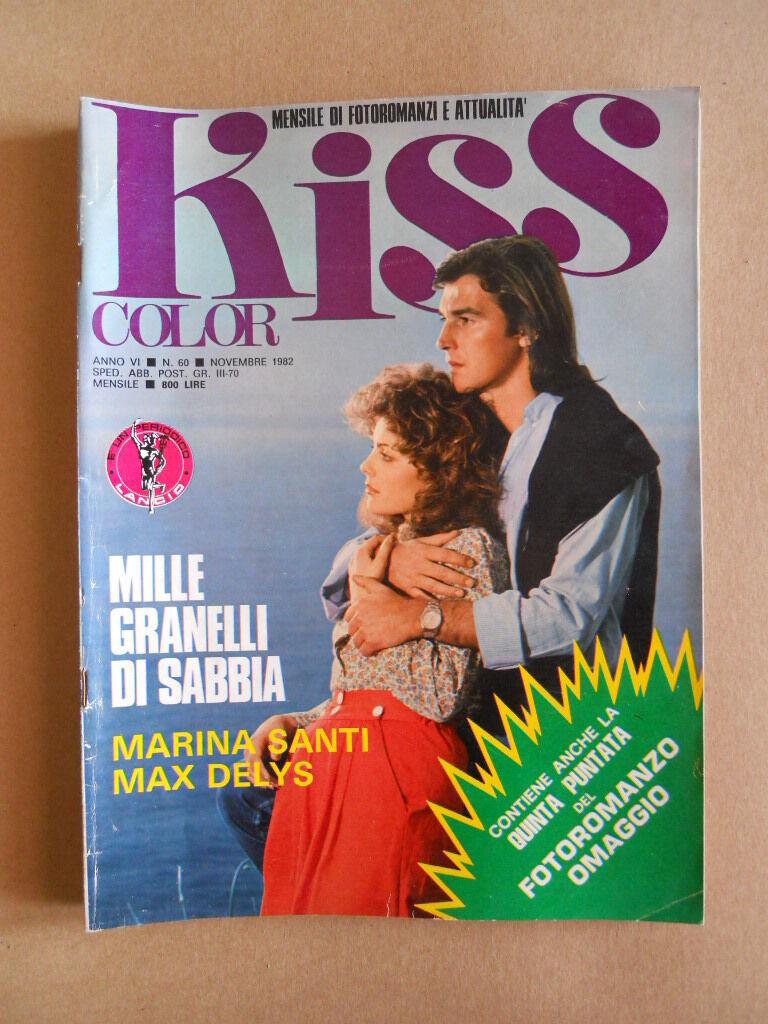 MENSILE DI FOTOROMANZI E ATTUALITA'
Kiss
COLOR
ANNO VI ■ N. 60 ■ NOVEMBRE 1982
SPED. ABB. POST. GR. III-70
MENSILE ■ 800 LIRE
E' UN PERIODICO
LANCIO
MILLE
GRANELLI
DI SABBIA
MARINA SANTI
MAX DELYS
CONTIENE ANCHE LA
QUINTA PUNTATA
DEL
FOTOROMANZO
OMAGGIO